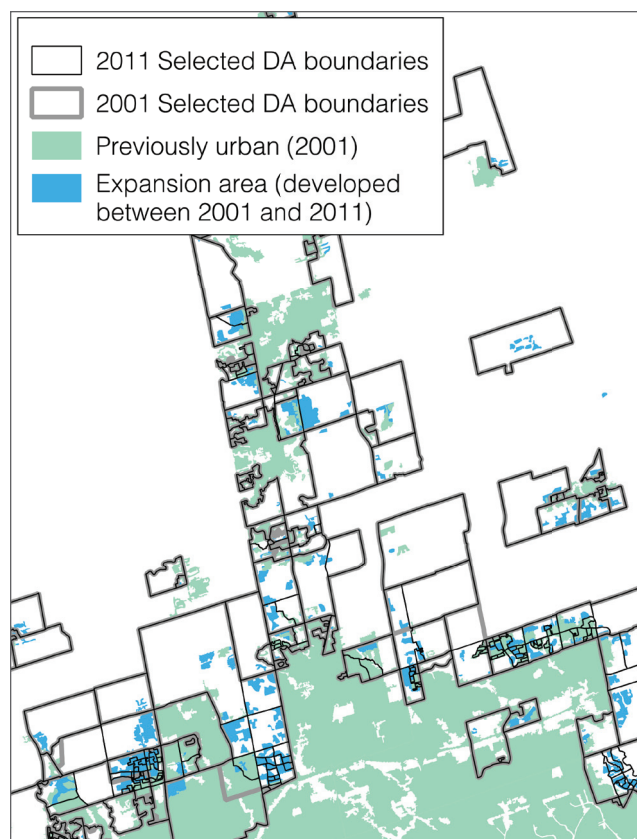 2011 Selected DA boundaries
2001 Selected DA boundaries
Previously urban (2001)
Expansion area (developed
between 2001 and 2011)